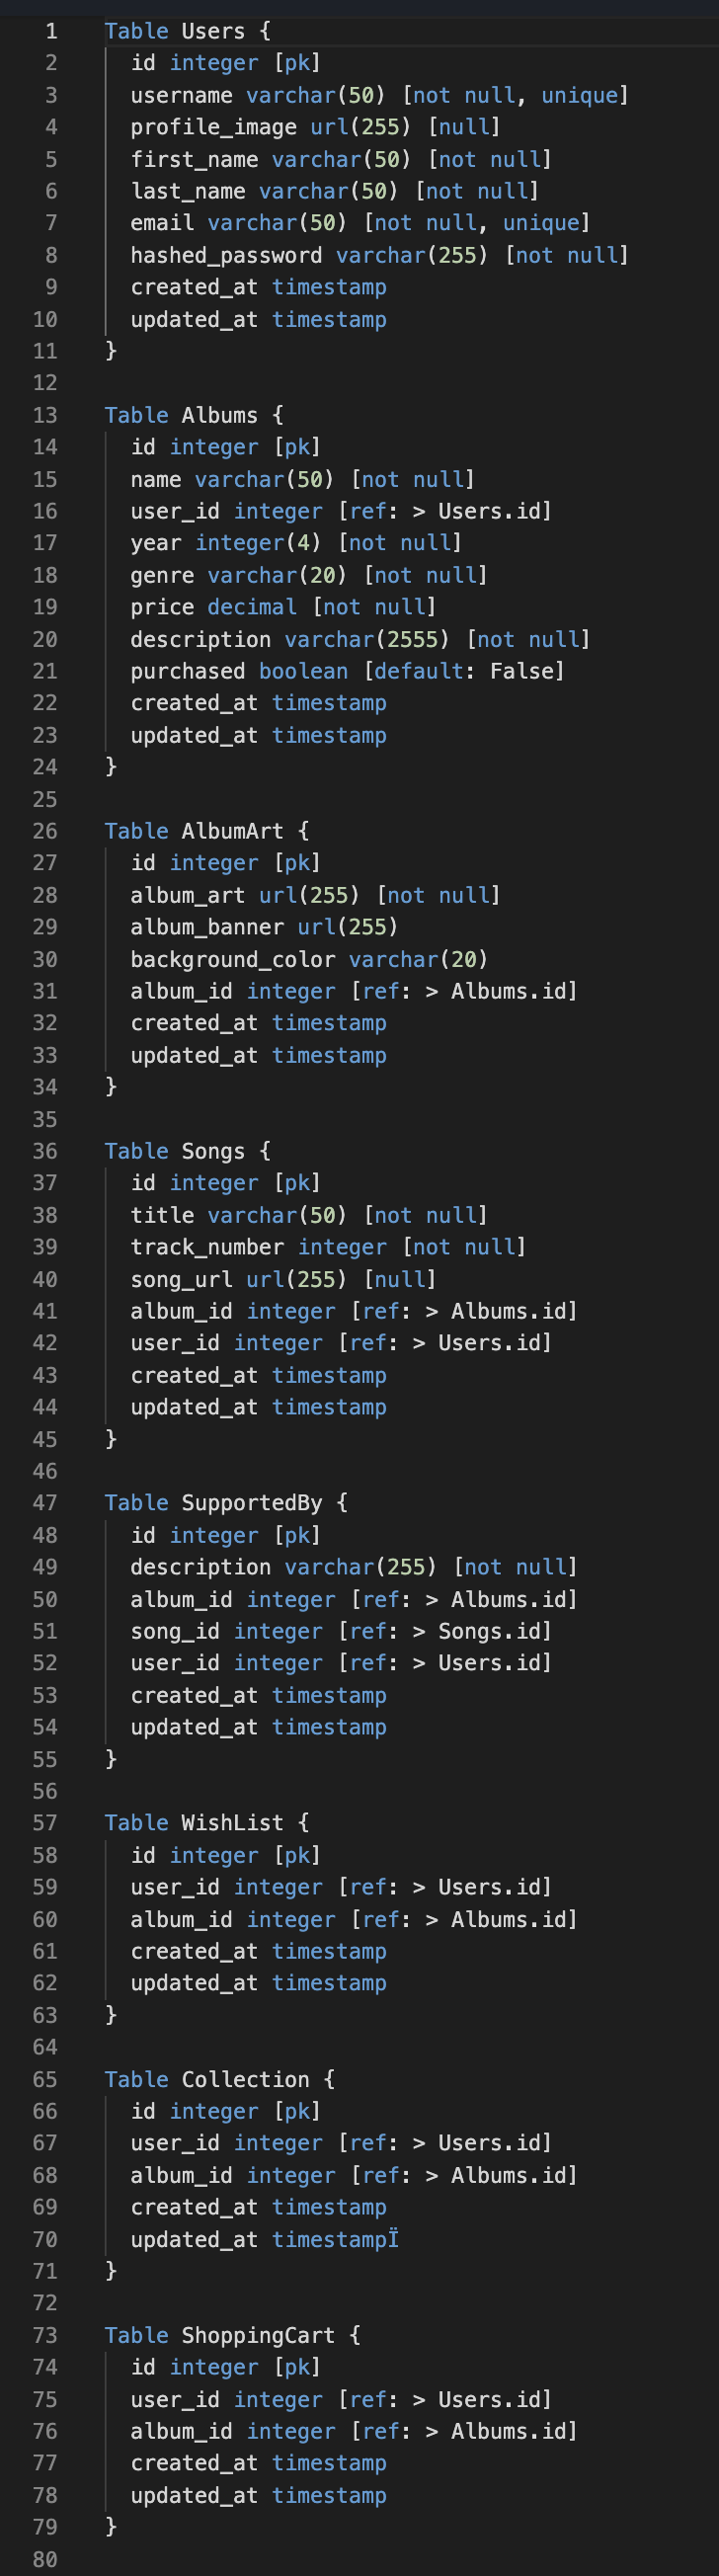 1 Table Users {
2 id integer [pk]
3 username varchar(50) [not null, unique]
4 profile_image url(255) [null]
5 first_name varchar(50) [not null]
6 last_name varchar(50) [not null]
7 email varchar(50) [not null, unique]
8 hashed_password varchar(255) [not null]
9 created_at timestamp
10 updated_at timestamp
11 }
12
13 Table Albums {
14 id integer [pk]
15 name varchar(50) [not null]
16 user_id integer [ref: > Users.id]
17 year integer(4) [not null]
18 genre varchar(20) [not null]
19 price decimal [not null]
20 description varchar(2555) [not null]
21 purchased boolean [default: False]
22 created_at timestamp
23 updated_at timestamp
24 }
25
26 Table AlbumArt {
27 id integer [pk]
28 album_art url(255) [not null]
29 album_banner url(255)
30 background_color varchar(20)
31 album_id integer [ref: > Albums.id]
32 created_at timestamp
33 updated_at timestamp
34 }
35
36 Table Songs {
37 id integer [pk]
38 title varchar(50) [not null]
39 track_number integer [not null]
40 song_url url(255) [null]
41 album_id integer [ref: > Albums.id]
42 user_id integer [ref: > Users.id]
43 created_at timestamp
44 updated_at timestamp
45 }
46
47 Table SupportedBy {
48 id integer [pk]
49 description varchar(255) [not null]
50 album_id integer [ref: > Albums.id]
51 song_id integer [ref: > Songs.id]
52 user_id integer [ref: > Users.id]
53 created_at timestamp
54 updated_at timestamp
55 }
56
57 Table WishList {
58 id integer [pk]
59 user_id integer [ref: > Users.id]
60 album_id integer [ref: > Albums.id]
61 created_at timestamp
62 updated_at timestamp
63 }
64
65 Table Collection {
66 id integer [pk]
67 user_id integer [ref: > Users.id]
68 album_id integer [ref: > Albums.id]
69 created_at timestamp
70 updated_at timestampÏ
71 }
72
73 Table ShoppingCart {
74 id integer [pk]
75 user_id integer [ref: > Users.id]
76 album_id integer [ref: > Albums.id]
77 created_at timestamp
78 updated_at timestamp
79 }
80